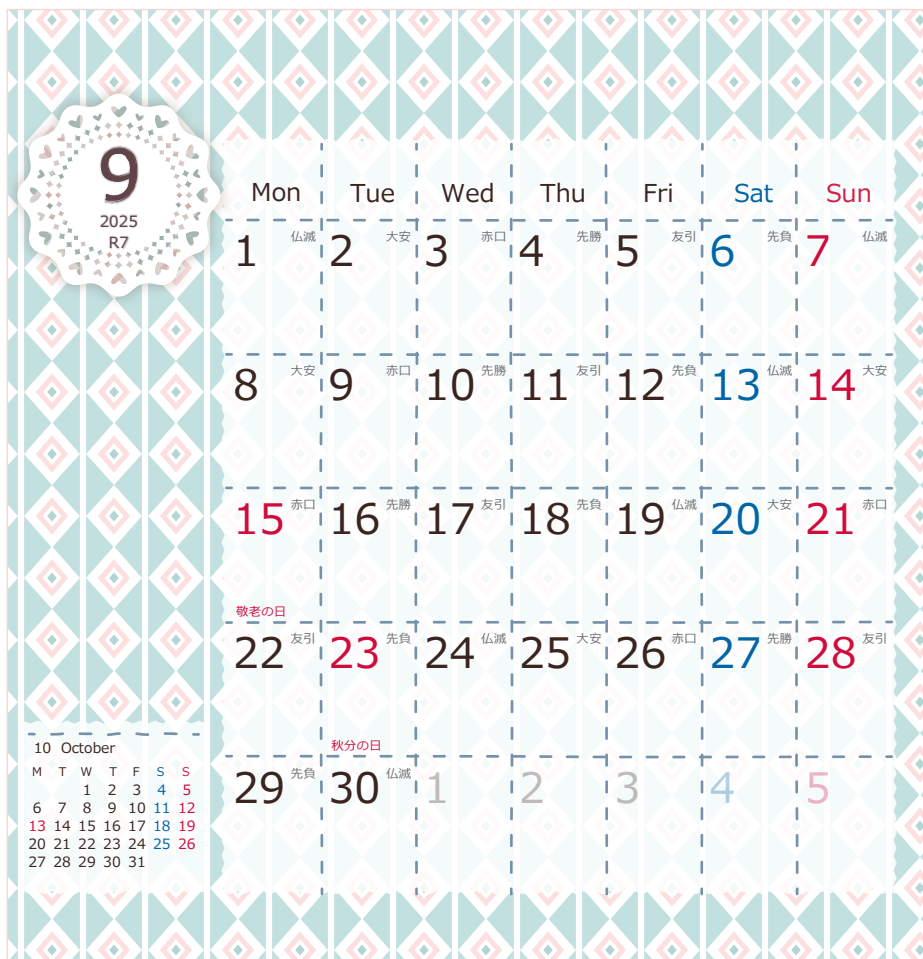 9
2025
R7
Mon Tue Wed Thu Fri Sat Sun
1 仏滅 2 大安 3 赤口 4 先勝 5 友引 6 先負 7 仏滅
8 大安 9 赤口 10 先勝 11 友引 12 先負 13 仏滅 14 大安
15 赤口 16 先勝 17 友引 18 先負 19 仏滅 20 大安 21 赤口
敬老の日
22 友引 23 先負 24 仏滅 25 大安 26 赤口 27 先勝 28 友引
秋分の日
29 先負 30 仏滅 1 2 3 4 5
10 October
M T W T F S S
1 2 3 4 5
6 7 8 9 10 11 12
13 14 15 16 17 18 19
20 21 22 23 24 25 26
27 28 29 30 31